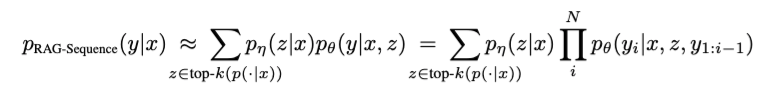 $p_{\text{RAG-Sequence}}(y|x) \approx \sum_{z \in \text{top-}k(p(\cdot|x))} p_\eta(z|x) p_\theta(y|x, z) = \sum_{z \in \text{top-}k(p(\cdot|x))} p_\eta(z|x) \prod_{i}^{N} p_\theta(y_i|x, z, y_{1:i-1})$